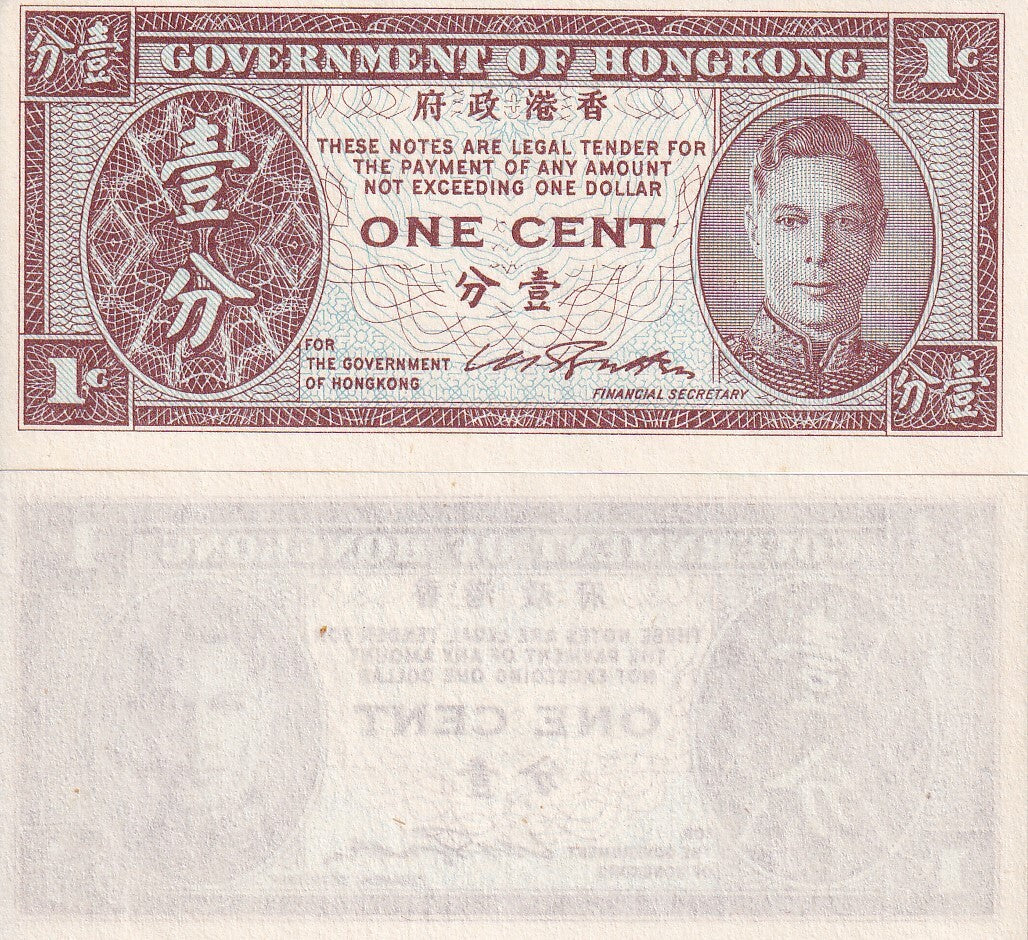 分壹
GOVERNMENT OF HONGKONG
1¢
府政港香
THESE NOTES ARE LEGAL TENDER FOR
THE PAYMENT OF ANY AMOUNT
NOT EXCEEDING ONE DOLLAR
ONE CENT
分壹
壹
分
FOR
THE GOVERNMENT
OF HONGKONG
FINANCIAL SECRETARY
1¢
分壹